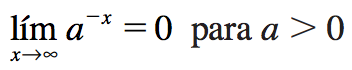 lím a⁻ˣ = 0 para a > 0
x→∞